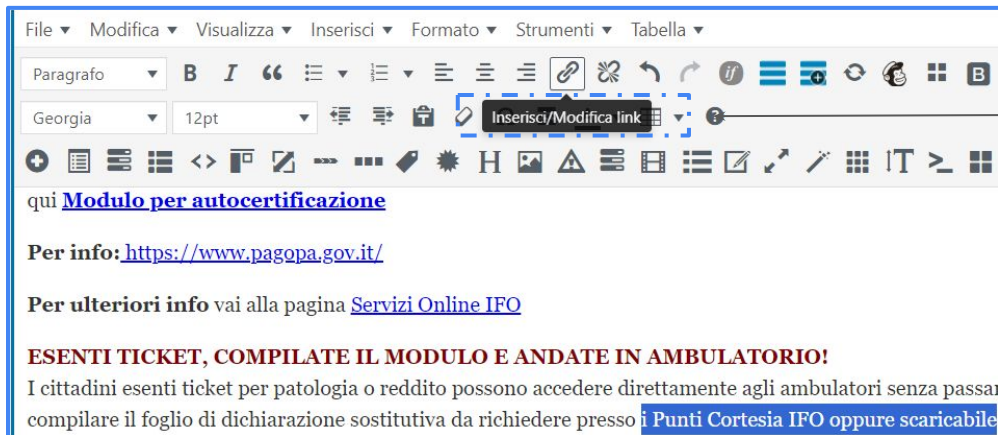 File Modifica Visualizza Inserisci Formato Strumenti Tabella
Paragrafo B I if B
Georgia 12pt Inserisci/Modifica link
H
qui Modulo per autocertificazione
Per info: https://www.pagopa.gov.it/
Per ulteriori info vai alla pagina Servizi Online IFO
ESENTI TICKET, COMPILATE IL MODULO E ANDATE IN AMBULATORIO!
I cittadini esenti ticket per patologia o reddito possono accedere direttamente agli ambulatori senza passar
compilare il foglio di dichiarazione sostitutiva da richiedere presso i Punti Cortesia IFO oppure scaricabile